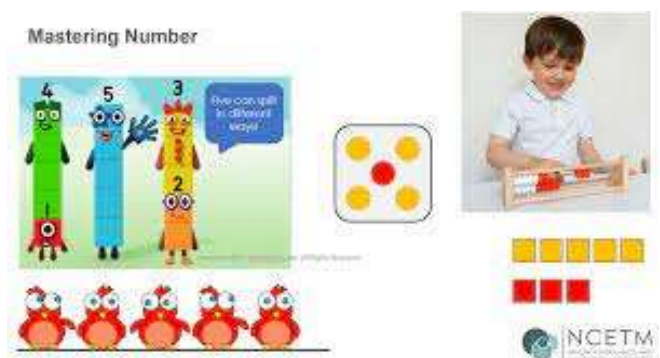 Mastering Number
4 5 3
Five can split
in different
ways!
2
1
NCETM